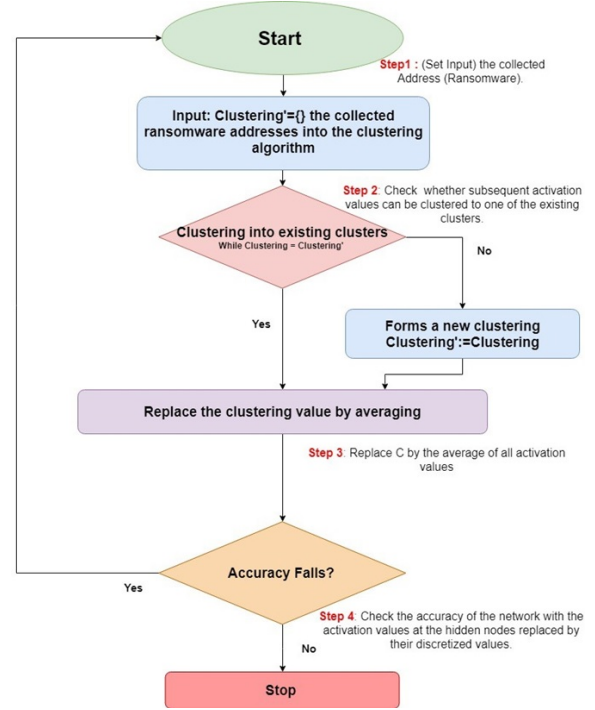 Start
Step1 : (Set Input) the collected
Address (Ransomware).
Input: Clustering'={} the collected
ransomware addresses into the clustering
algorithm
Step 2: Check whether subsequent activation
values can be clustered to one of the existing
clusters.
Clustering into existing clusters
While Clustering = Clustering'
No
Yes
Forms a new clustering
Clustering':=Clustering
Replace the clustering value by averaging
Step 3: Replace C by the average of all activation
values
Accuracy Falls?
Yes
Step 4: Check the accuracy of the network with the
activation values at the hidden nodes replaced by
their discretized values.
No
Stop